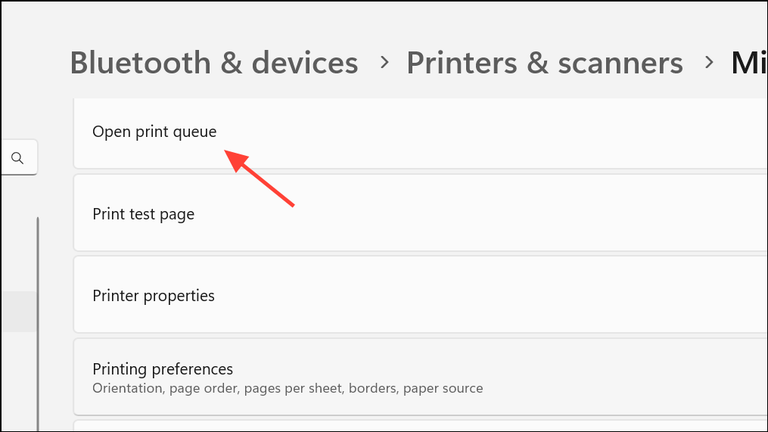 Bluetooth & devices > Printers & scanners > Mi
Open print queue
Print test page
Printer properties
Printing preferences
Orientation, page order, pages per sheet, borders, paper source